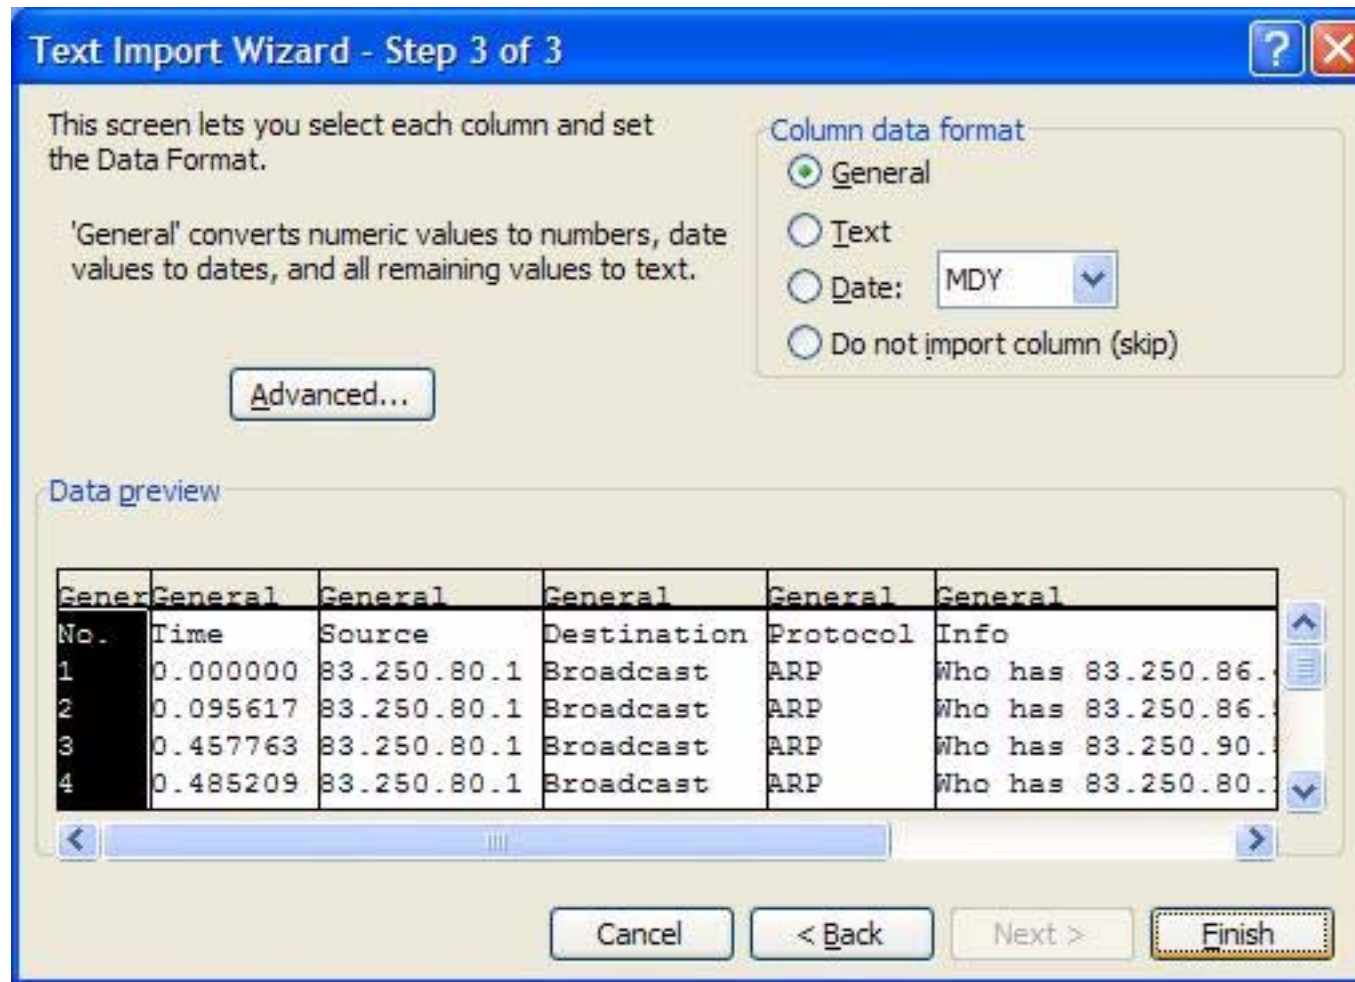 Text Import Wizard - Step 3 of 3
This screen lets you select each column and set
the Data Format.
'General' converts numeric values to numbers, date
values to dates, and all remaining values to text.
Advanced...
Column data format
General
Text
Date: MDY
Do not import column (skip)
Data preview
Gener General General General General General
No. Time Source Destination Protocol Info
1 0.000000 83.250.80.1 Broadcast ARP Who has 83.250.86.
2 0.095617 83.250.80.1 Broadcast ARP Who has 83.250.86.
3 0.457763 83.250.80.1 Broadcast ARP Who has 83.250.90.
4 0.485209 83.250.80.1 Broadcast ARP Who has 83.250.80.
Cancel < Back Next > Finish